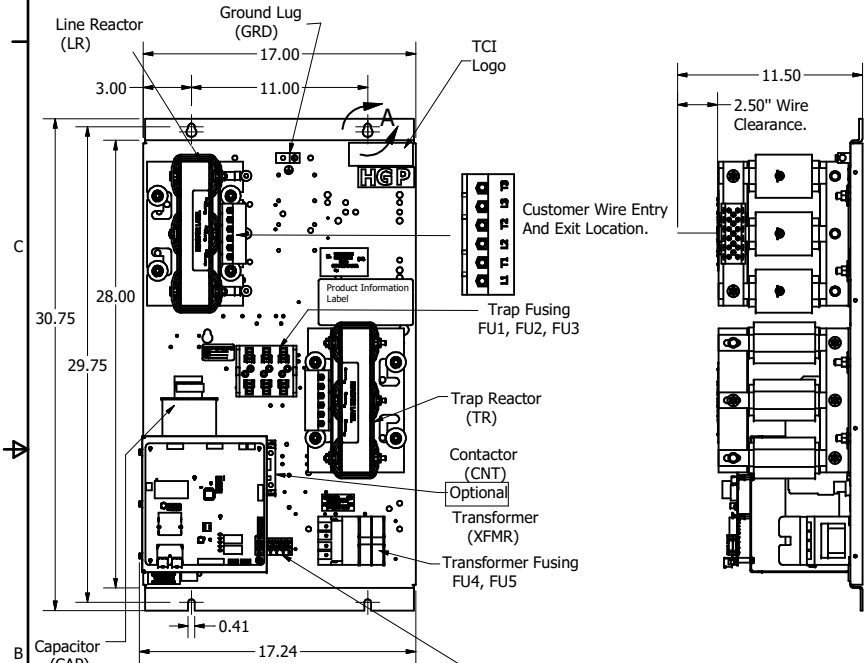 Line Reactor
(LR)
Ground Lug
(GRD)
TCI
Logo
17.00
3.00
11.00
11.50
2.50" Wire
Clearance.
A
HGP
T3
L3
T2
L2
T1
L1
Customer Wire Entry
And Exit Location.
C
Product Information
Label
28.00
30.75
29.75
Trap Fusing
FU1, FU2, FU3
Trap Reactor
(TR)
Contactor
(CNT)
Optional
Transformer
(XFMR)
Transformer Fusing
FU4, FU5
0.41
17.24
B
Capacitor
(CAP)